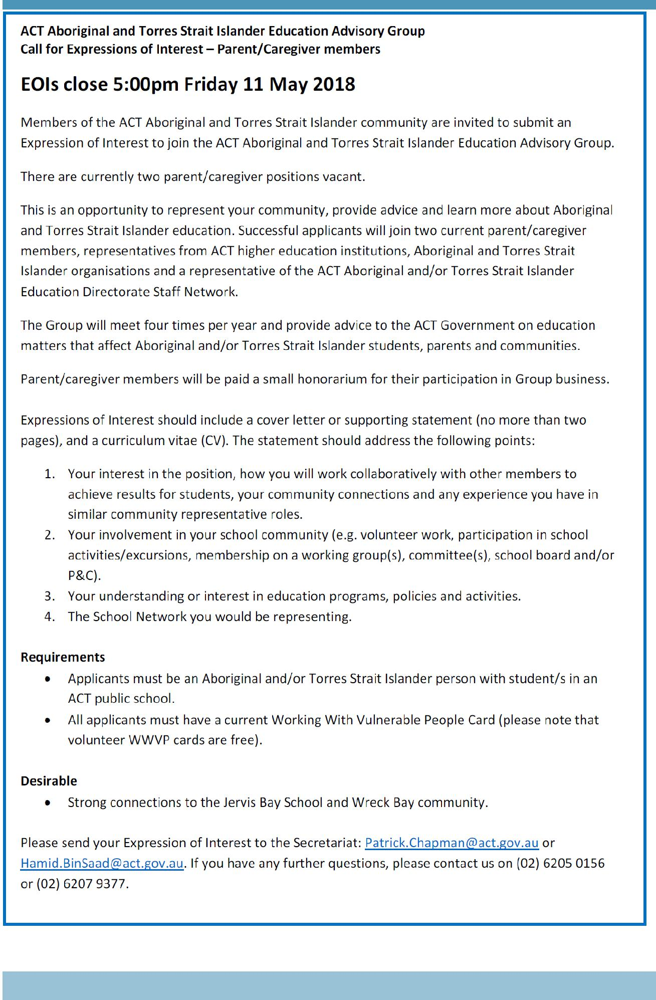 ACT Aboriginal and Torres Strait Islander Education Advisory Group
Call for Expressions of Interest – Parent/Caregiver members
EOIs close 5:00pm Friday 11 May 2018
Members of the ACT Aboriginal and Torres Strait Islander community are invited to submit an
Expression of Interest to join the ACT Aboriginal and Torres Strait Islander Education Advisory Group.
There are currently two parent/caregiver positions vacant.
This is an opportunity to represent your community, provide advice and learn more about Aboriginal
and Torres Strait Islander education. Successful applicants will join two current parent/caregiver
members, representatives from ACT higher education institutions, Aboriginal and Torres Strait
Islander organisations and a representative of the ACT Aboriginal and/or Torres Strait Islander
Education Directorate Staff Network.
The Group will meet four times per year and provide advice to the ACT Government on education
matters that affect Aboriginal and/or Torres Strait Islander students, parents and communities.
Parent/caregiver members will be paid a small honorarium for their participation in Group business.
Expressions of Interest should include a cover letter or supporting statement (no more than two
pages), and a curriculum vitae (CV). The statement should address the following points:
1. Your interest in the position, how you will work collaboratively with other members to
achieve results for students, your community connections and any experience you have in
similar community representative roles.
2. Your involvement in your school community (e.g. volunteer work, participation in school
activities/excursions, membership on a working group(s), committee(s), school board and/or
P&C).
3. Your understanding or interest in education programs, policies and activities.
4. The School Network you would be representing.
Requirements
• Applicants must be an Aboriginal and/or Torres Strait Islander person with student/s in an
ACT public school.
• All applicants must have a current Working With Vulnerable People Card (please note that
volunteer WWVP cards are free).
Desirable
• Strong connections to the Jervis Bay School and Wreck Bay community.
Please send your Expression of Interest to the Secretariat: Patrick.Chapman@act.gov.au or
Hamid.BinSaad@act.gov.au. If you have any further questions, please contact us on (02) 6205 0156
or (02) 6207 9377.